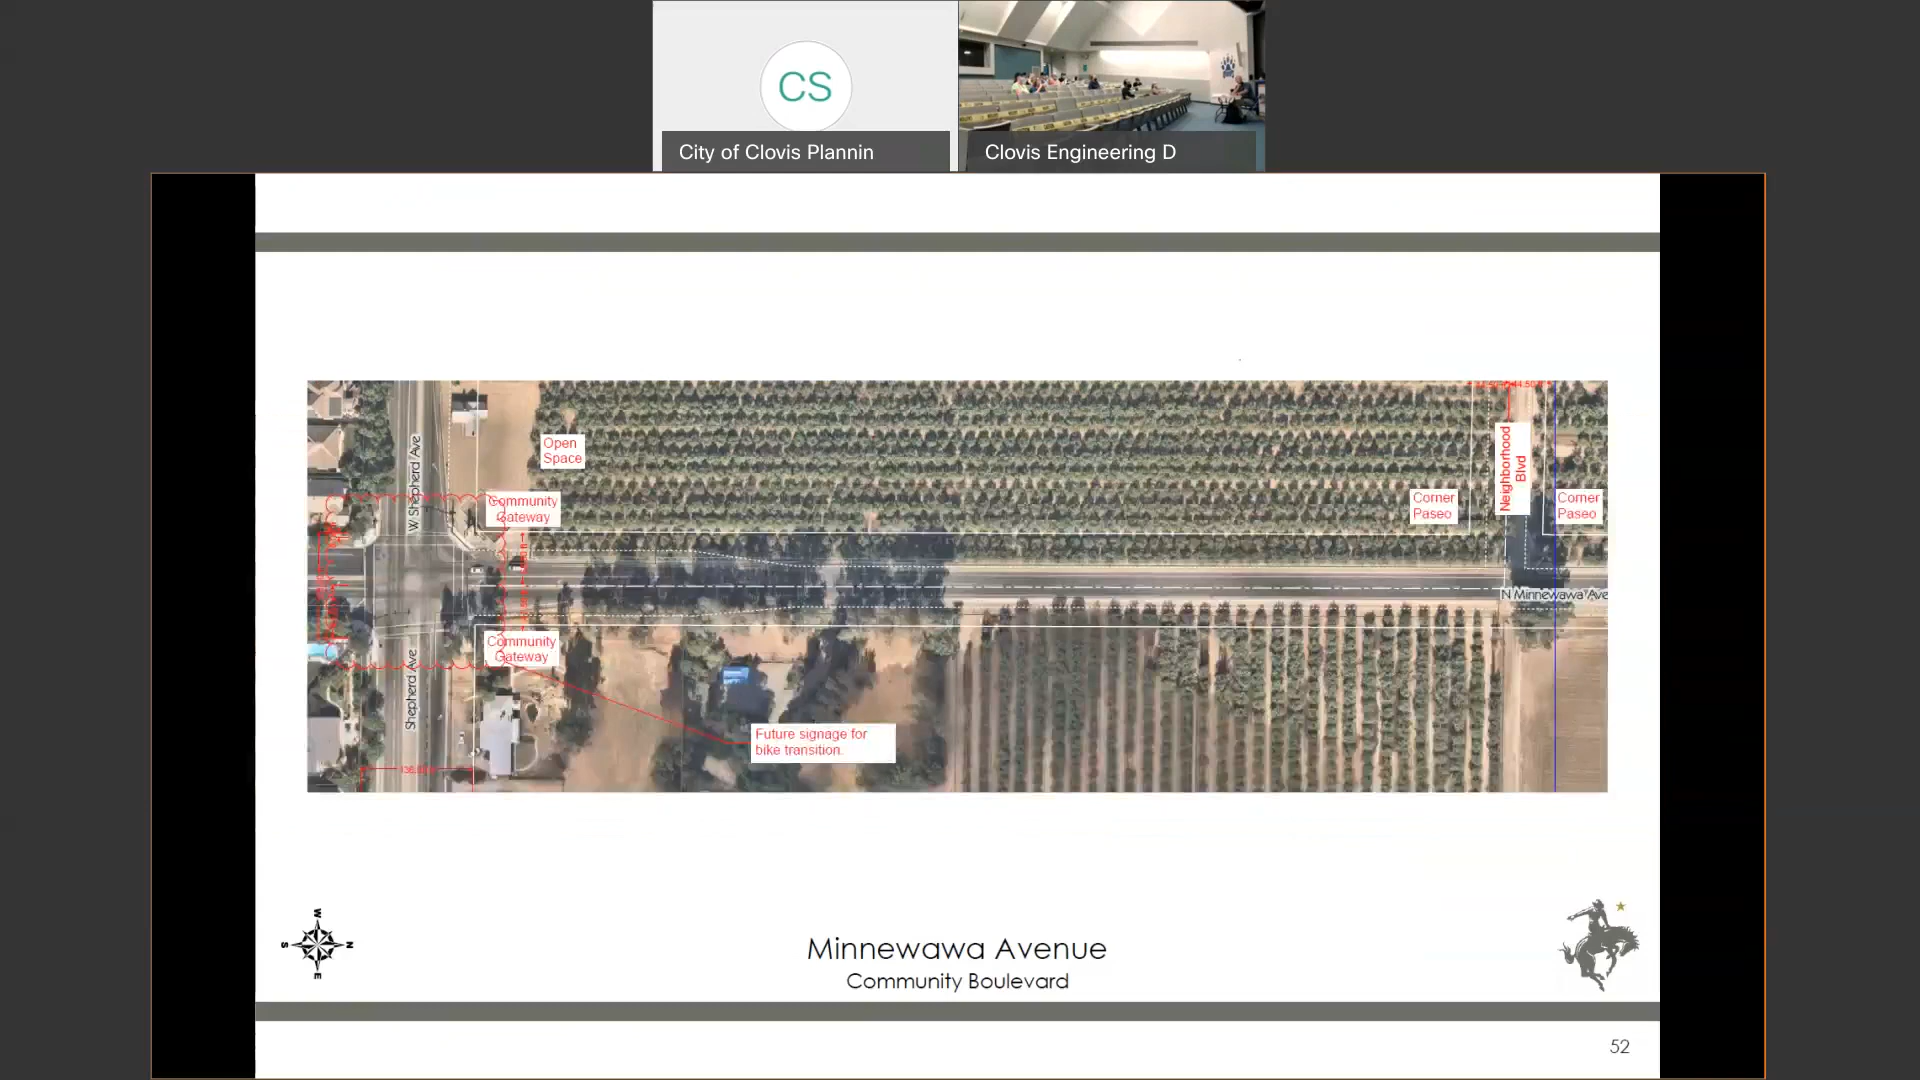 CS
City of Clovis Plannin
Clovis Engineering D
W Shepherd Ave
Open
Space
Community
Gateway
Neighborhood
Blvd
Corner
Paseo
Corner
Paseo
N Minnewawa Ave
Community
Gateway
Shepherd Ave
Future signage for
bike transition.
W
S
N
E
Minnewawa Avenue
Community Boulevard
52